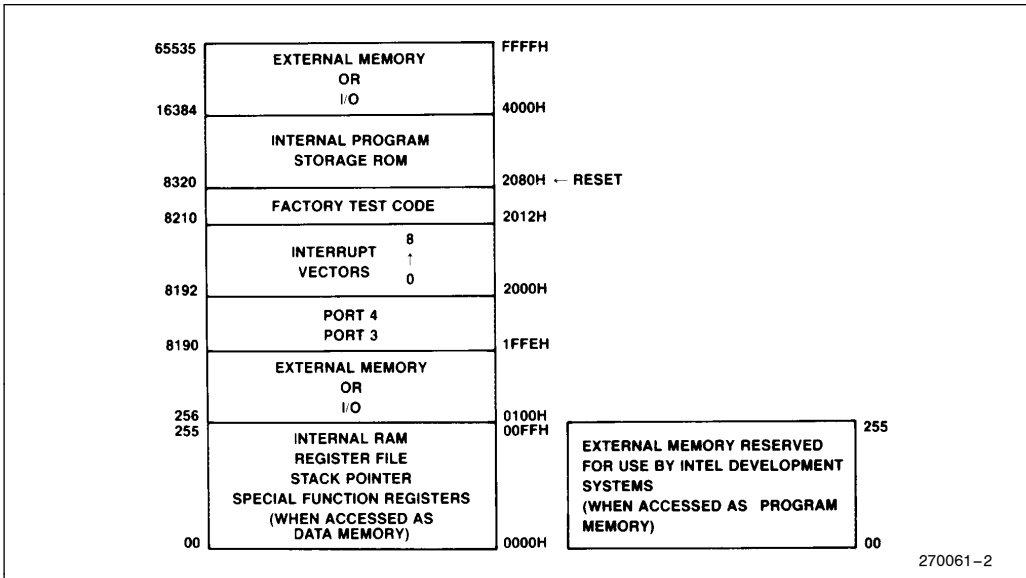 65535
FFFFH
EXTERNAL MEMORY
OR
I/O
16384
4000H
INTERNAL PROGRAM
STORAGE ROM
8320
2080H ← RESET
FACTORY TEST CODE
8210
2012H
8
INTERRUPT ↑
VECTORS
0
8192
2000H
PORT 4
PORT 3
8190
1FFEH
EXTERNAL MEMORY
OR
I/O
256
0100H
255
00FFH
INTERNAL RAM
REGISTER FILE
STACK POINTER
SPECIAL FUNCTION REGISTERS
(WHEN ACCESSED AS
DATA MEMORY)
00
0000H
255
EXTERNAL MEMORY RESERVED
FOR USE BY INTEL DEVELOPMENT
SYSTEMS
(WHEN ACCESSED AS PROGRAM
MEMORY)
00
270061–2